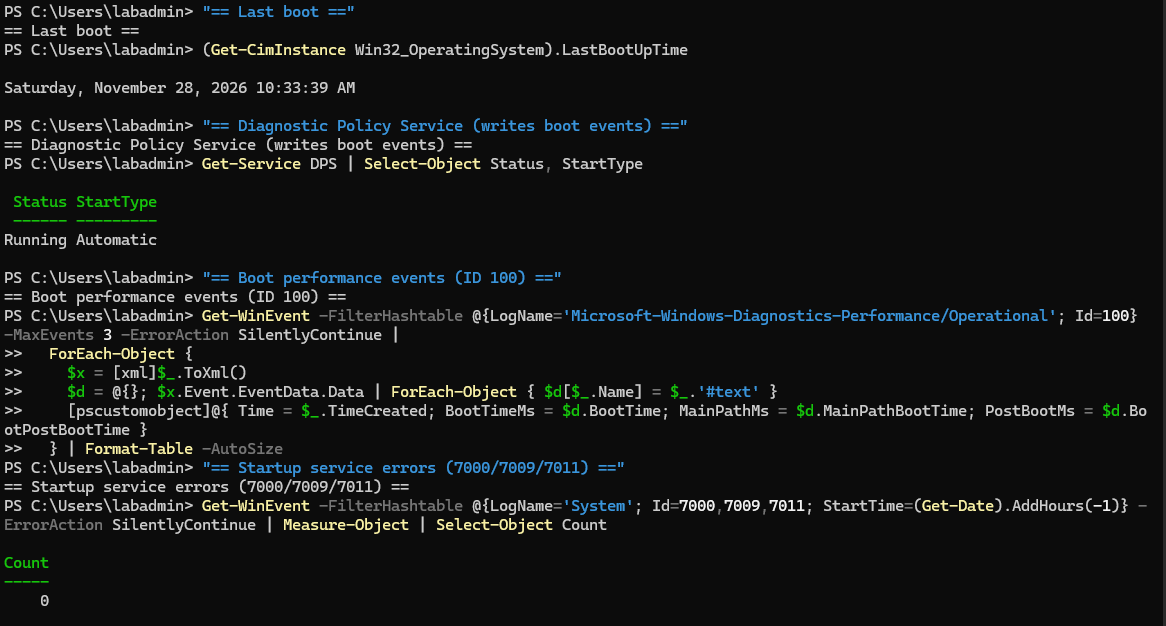 PS C:\Users\labadmin> "== Last boot =="
== Last boot ==
PS C:\Users\labadmin> (Get-CimInstance Win32_OperatingSystem).LastBootUpTime

Saturday, November 28, 2026 10:33:39 AM

PS C:\Users\labadmin> "== Diagnostic Policy Service (writes boot events) =="
== Diagnostic Policy Service (writes boot events) ==
PS C:\Users\labadmin> Get-Service DPS | Select-Object Status, StartType

 Status StartType
 ------ ---------
Running Automatic

PS C:\Users\labadmin> "== Boot performance events (ID 100) =="
== Boot performance events (ID 100) ==
PS C:\Users\labadmin> Get-WinEvent -FilterHashtable @{LogName='Microsoft-Windows-Diagnostics-Performance/Operational'; Id=100}
-MaxEvents 3 -ErrorAction SilentlyContinue |
>>   ForEach-Object {
>>     $x = [xml]$_.ToXml()
>>     $d = @{}; $x.Event.EventData.Data | ForEach-Object { $d[$_.Name] = $_.'#text' }
>>     [pscustomobject]@{ Time = $_.TimeCreated; BootTimeMs = $d.BootTime; MainPathMs = $d.MainPathBootTime; PostBootMs = $d.Bo
otPostBootTime }
>>   } | Format-Table -AutoSize
PS C:\Users\labadmin> "== Startup service errors (7000/7009/7011) =="
== Startup service errors (7000/7009/7011) ==
PS C:\Users\labadmin> Get-WinEvent -FilterHashtable @{LogName='System'; Id=7000,7009,7011; StartTime=(Get-Date).AddHours(-1)} -
ErrorAction SilentlyContinue | Measure-Object | Select-Object Count

Count
-----
    0